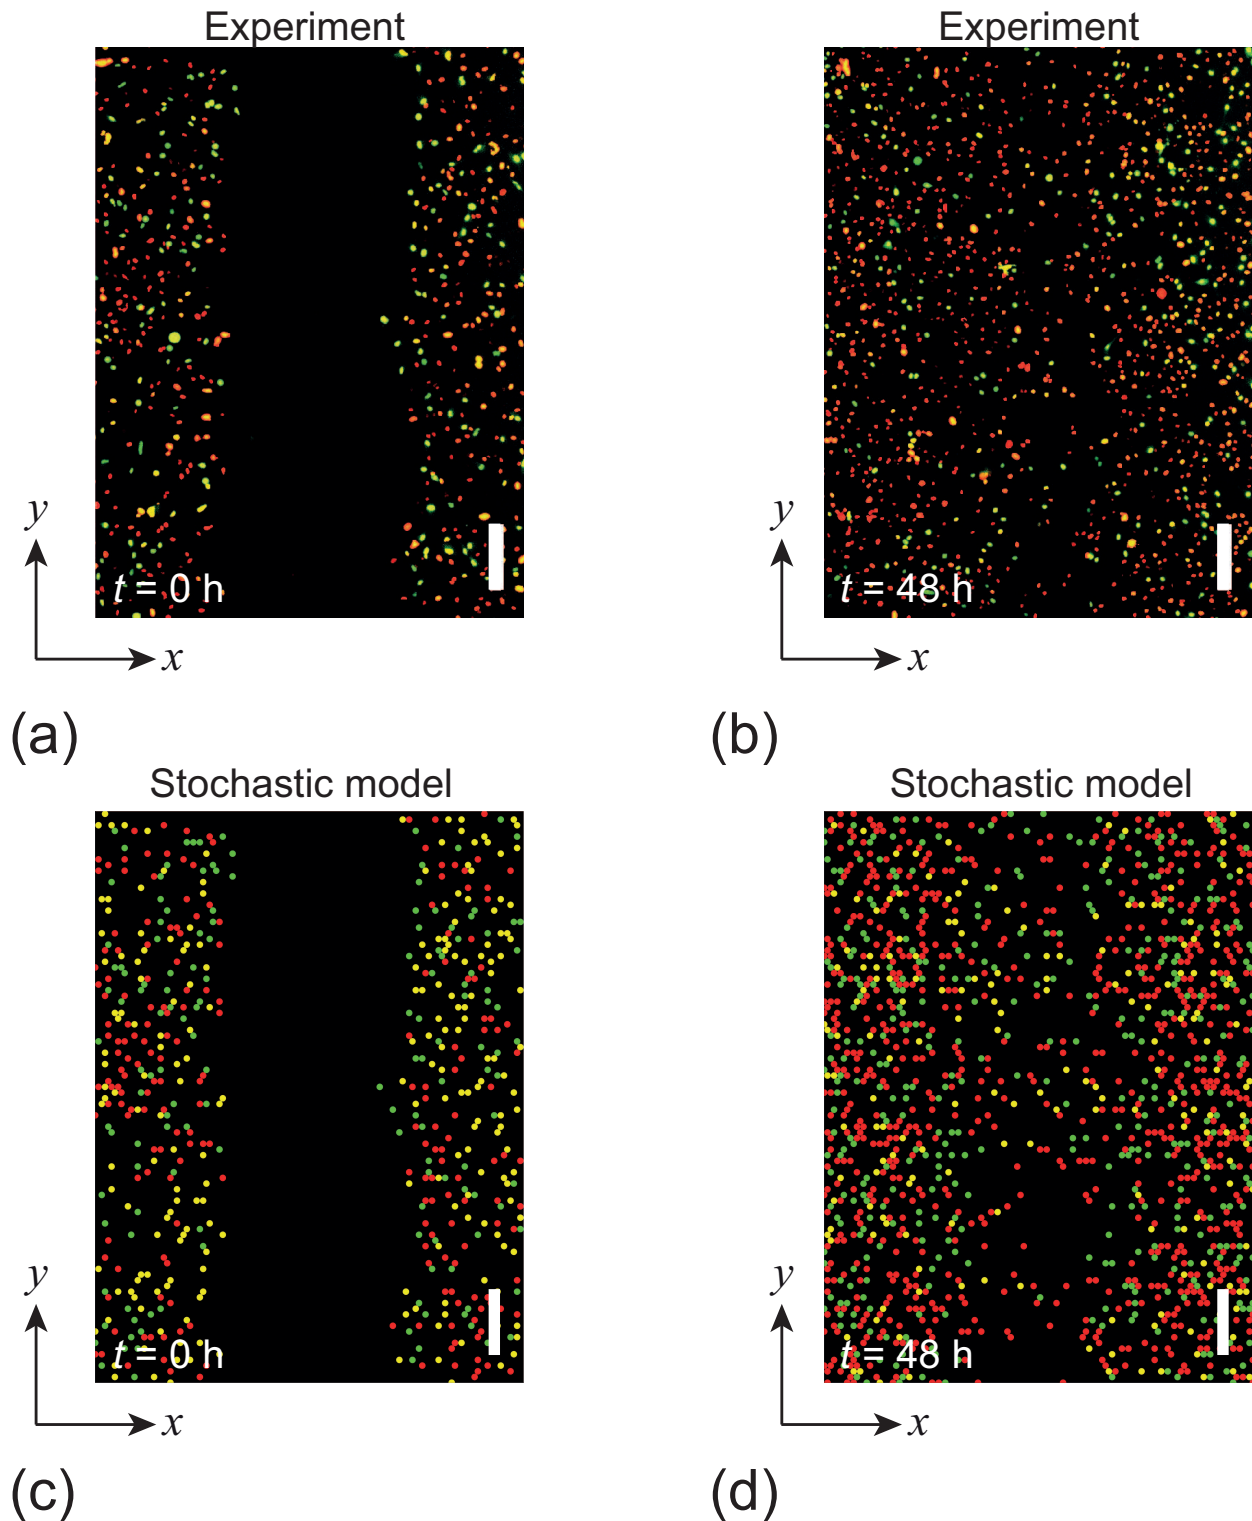 Experiment
Experiment
t = 0 h
t = 48 h
y
x
y
x
(a)
(b)
Stochastic model
Stochastic model
t = 0 h
t = 48 h
y
x
y
x
(c)
(d)